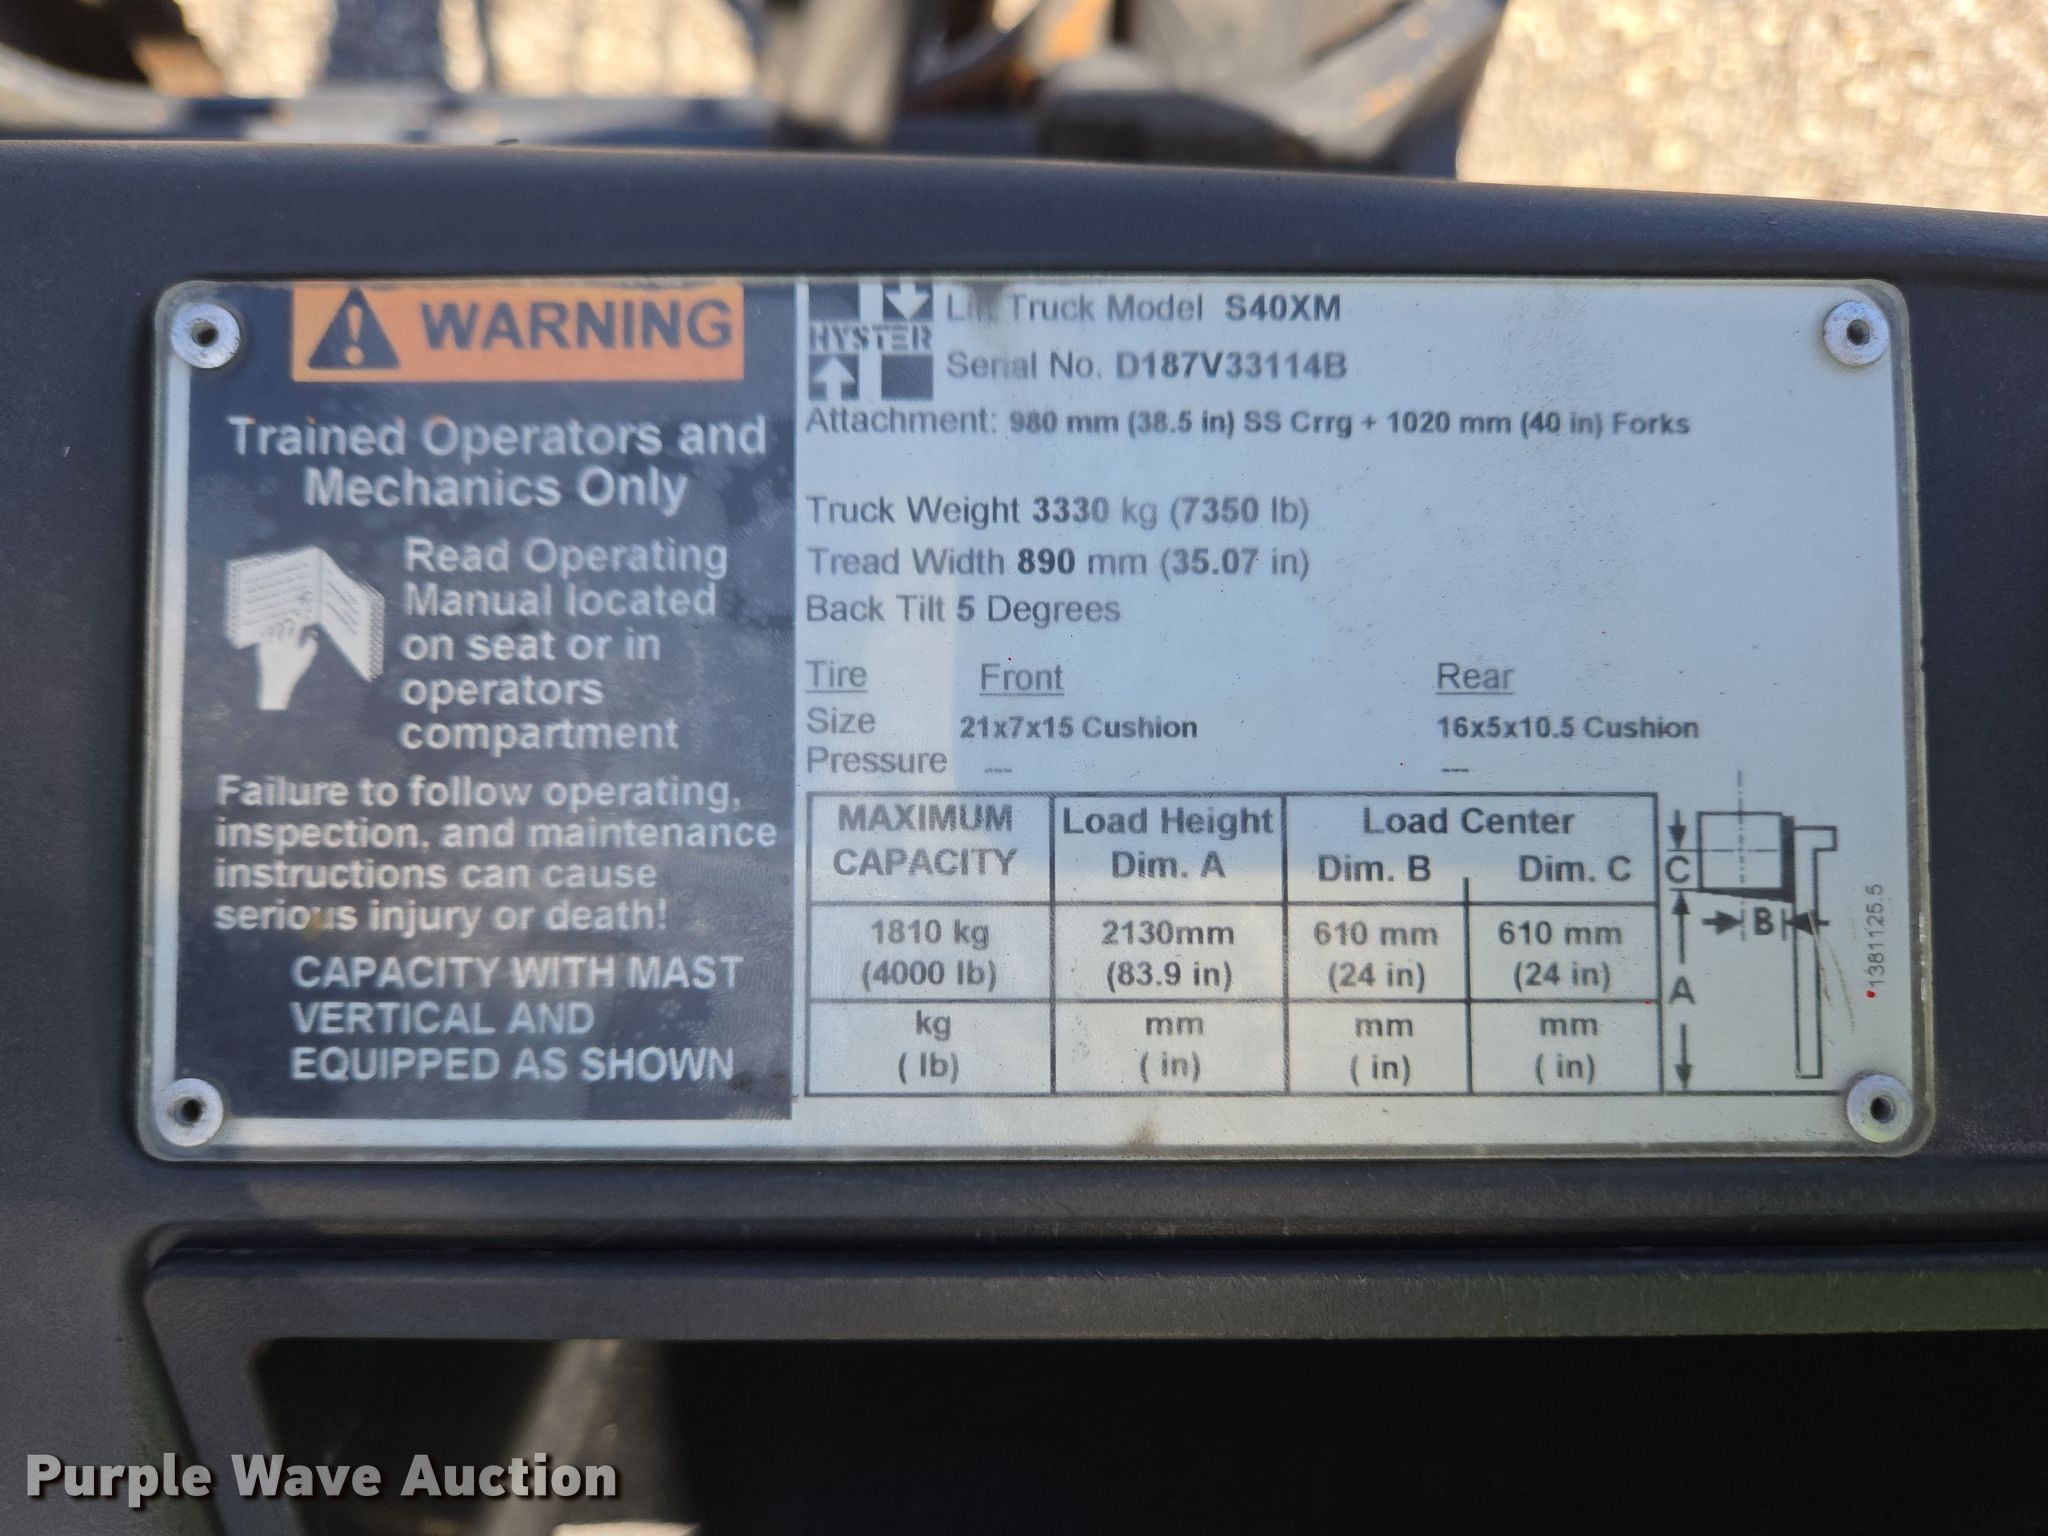 WARNING
Trained Operators and
Mechanics Only
Read Operating
Manual located
on seat or in
operators
compartment
Failure to follow operating,
inspection, and maintenance
instructions can cause
serious injury or death!
CAPACITY WITH MAST
VERTICAL AND
EQUIPPED AS SHOWN
HYSTER
Lift Truck Model S40XM
Serial No. D187V33114B
Attachment: 980 mm (38.5 in) SS Crrg + 1020 mm (40 in) Forks
Truck Weight 3330 kg (7350 lb)
Tread Width 890 mm (35.07 in)
Back Tilt 5 Degrees
Tire Front Rear
Size 21x7x15 Cushion 16x5x10.5 Cushion
Pressure --- ---
MAXIMUM Load Height Load Center
CAPACITY Dim. A Dim. B Dim. C
1810 kg 2130mm 610 mm 610 mm
(4000 lb) (83.9 in) (24 in) (24 in)
kg mm mm mm
( lb) ( in) ( in) ( in)
C
B
A
1381125.5
Purple Wave Auction